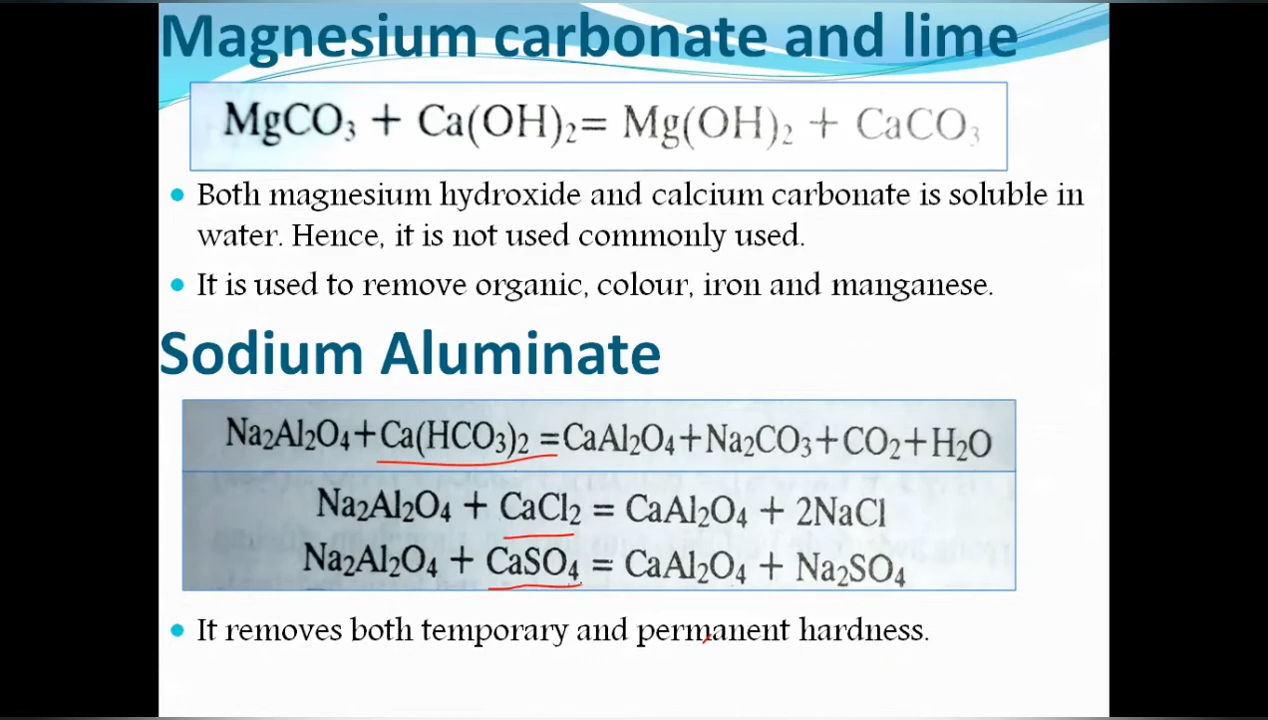 Magnesium carbonate and lime
MgCO₃ + Ca(OH)₂= Mg(OH)₂ + CaCO₃
• Both magnesium hydroxide and calcium carbonate is soluble in
water. Hence, it is not used commonly used.
• It is used to remove organic, colour, iron and manganese.
Sodium Aluminate
Na₂Al₂O₄+Ca(HCO₃)₂ =CaAl₂O₄+Na₂CO₃+CO₂+H₂O
Na₂Al₂O₄ + CaCl₂ = CaAl₂O₄ + 2NaCl
Na₂Al₂O₄ + CaSO₄ = CaAl₂O₄ + Na₂SO₄
• It removes both temporary and permanent hardness.